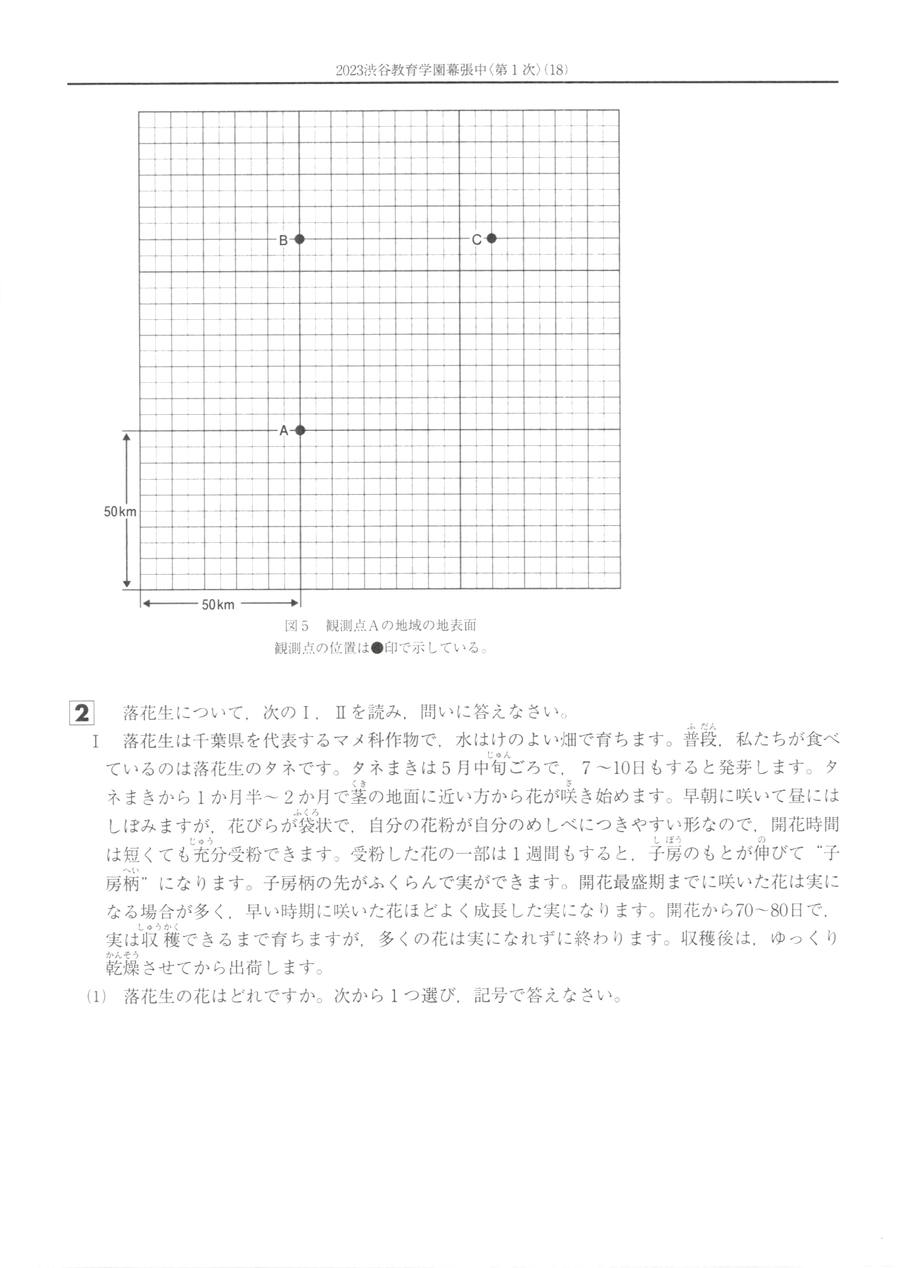 2023渋谷教育学園幕張中〈第1次〉(18)
B
C
A
50km
50km
図5 観測点Aの地域の地表面
観測点の位置は●印で示している。
2 落花生について，次のⅠ，Ⅱを読み，問いに答えなさい。
Ⅰ 落花生は千葉県を代表するマメ科作物で，水はけのよい畑で育ちます。普段，私たちが食べ
ているのは落花生のタネです。タネまきは5月中旬ごろで，7～10日もすると発芽します。タ
ネまきから1か月半～2か月で茎の地面に近い方から花が咲き始めます。早朝に咲いて昼には
しぼみますが，花びらが袋状で，自分の花粉が自分のめしべにつきやすい形なので，開花時間
は短くても充分受粉できます。受粉した花の一部は1週間もすると，子房のもとが伸びて“子
房柄”になります。子房柄の先がふくらんで実ができます。開花最盛期までに咲いた花は実に
なる場合が多く，早い時期に咲いた花ほどよく成長した実になります。開花から70～80日で，
実は収穫できるまで育ちますが，多くの花は実になれずに終わります。収穫後は，ゆっくり
乾燥させてから出荷します。
(1) 落花生の花はどれですか。次から1つ選び，記号で答えなさい。